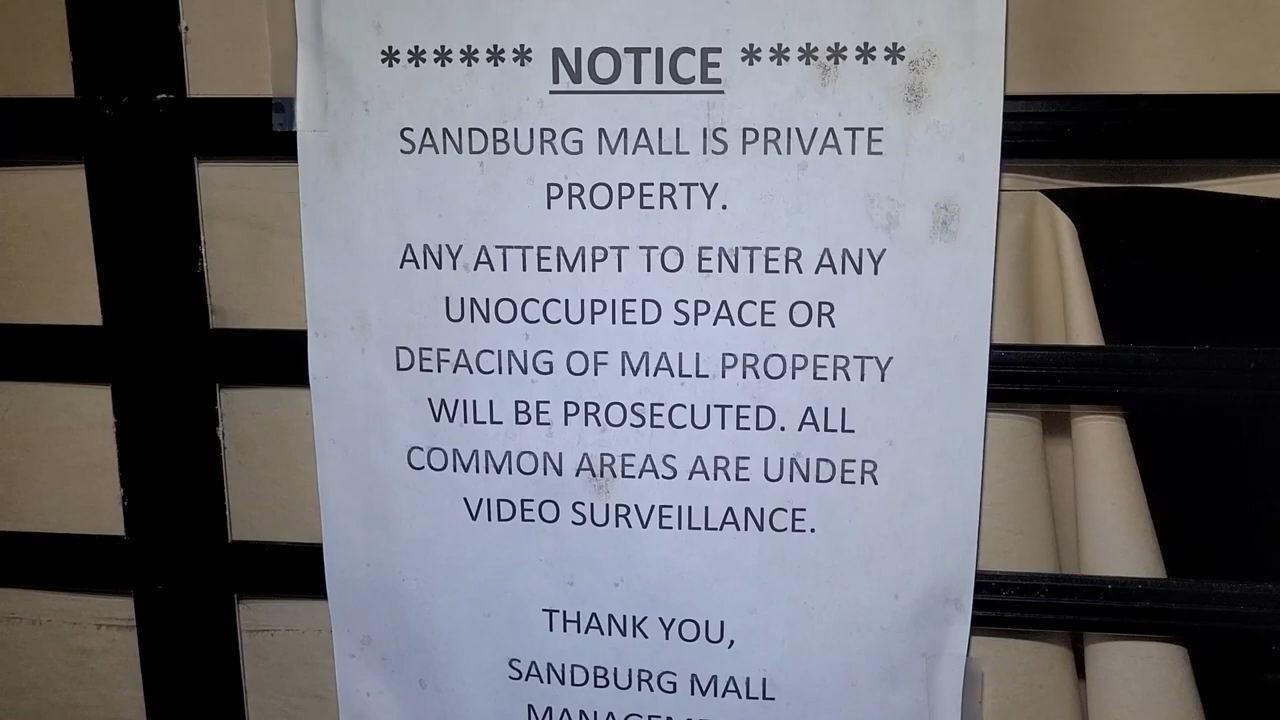 ****** NOTICE ******
SANDBURG MALL IS PRIVATE
PROPERTY.
ANY ATTEMPT TO ENTER ANY
UNOCCUPIED SPACE OR
DEFACING OF MALL PROPERTY
WILL BE PROSECUTED. ALL
COMMON AREAS ARE UNDER
VIDEO SURVEILLANCE.
THANK YOU,
SANDBURG MALL